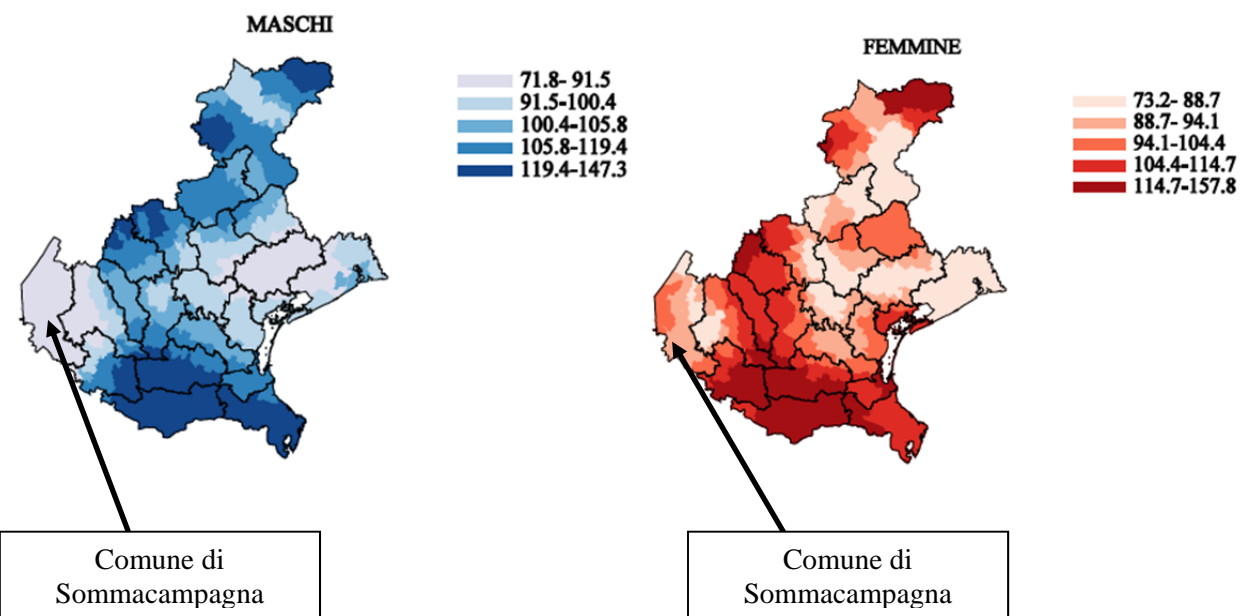 MASCHI
71.8- 91.5
91.5-100.4
100.4-105.8
105.8-119.4
119.4-147.3
Comune di
Sommacampagna
FEMMINE
73.2- 88.7
88.7- 94.1
94.1-104.4
104.4-114.7
114.7-157.8
Comune di
Sommacampagna